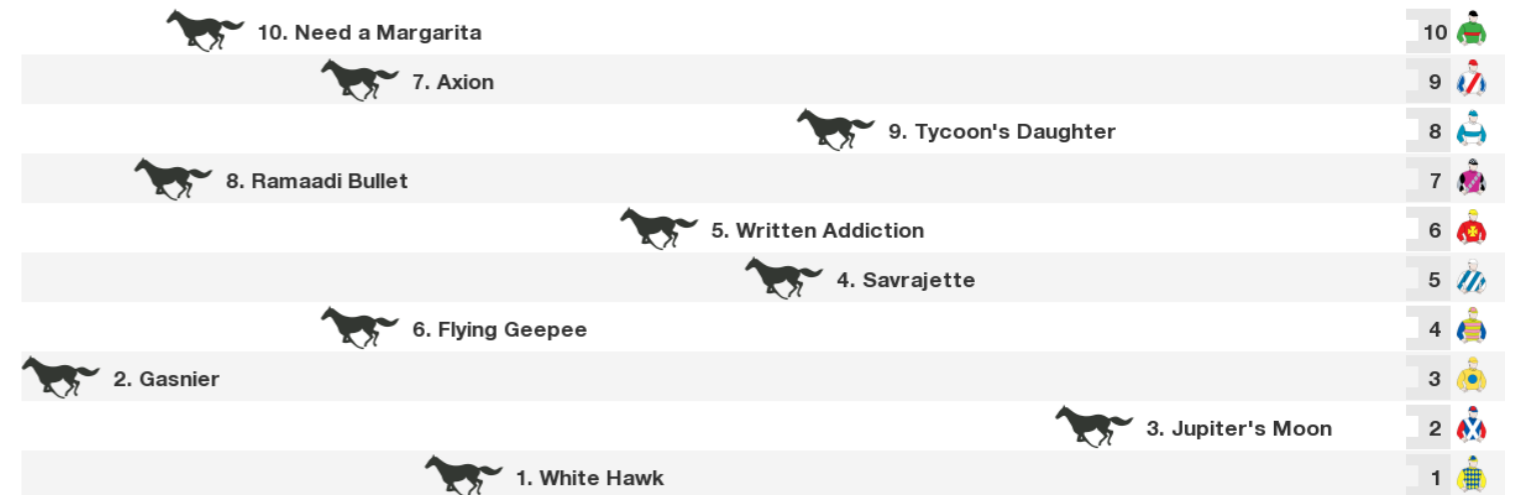 10. Need a Margarita 10
7. Axion 9
9. Tycoon's Daughter 8
8. Ramaadi Bullet 7
5. Written Addiction 6
4. Savrajette 5
6. Flying Geepee 4
2. Gasnier 3
3. Jupiter's Moon 2
1. White Hawk 1